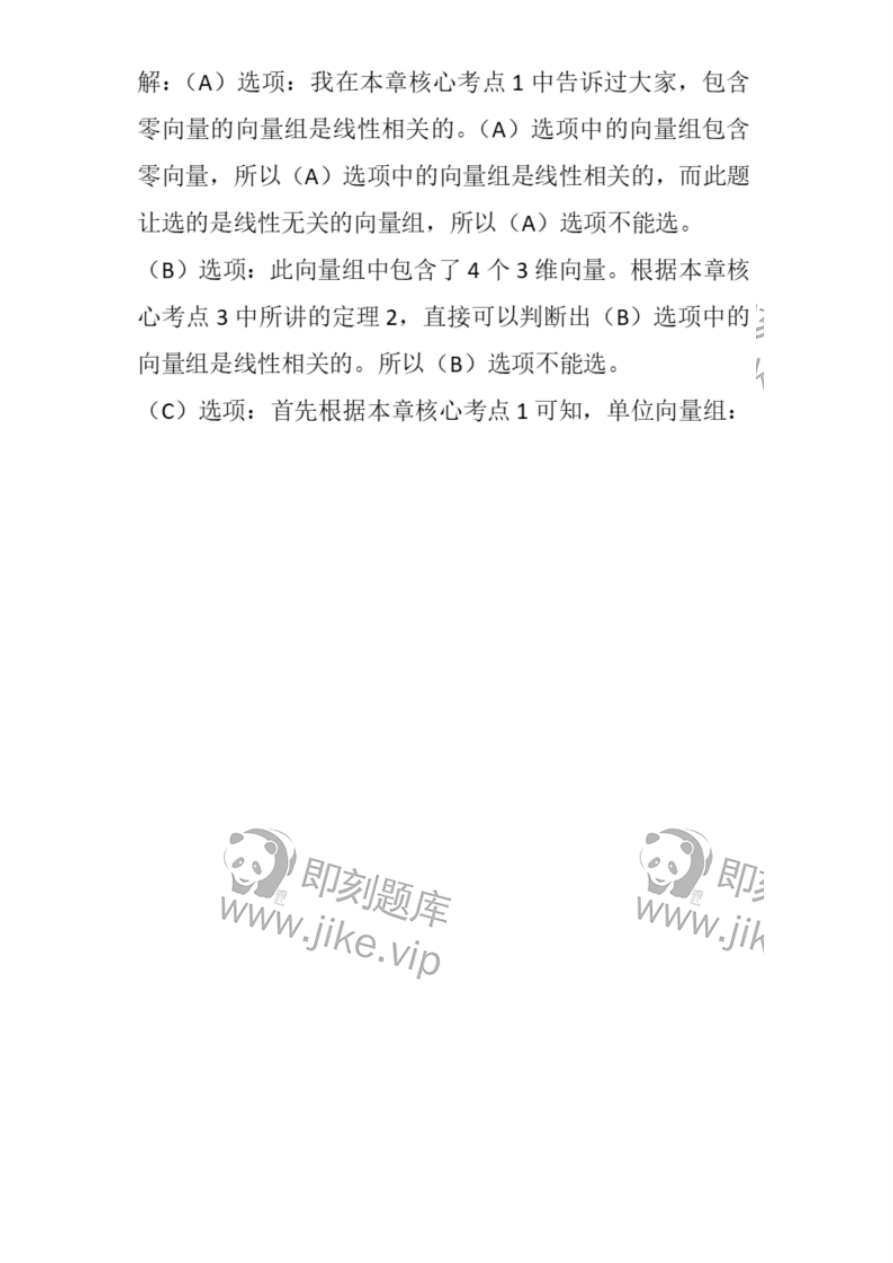 解：（A）选项：我在本章核心考点 1 中告诉过大家，包含
零向量的向量组是线性相关的。（A）选项中的向量组包含
零向量，所以（A）选项中的向量组是线性相关的，而此题
让选的是线性无关的向量组，所以（A）选项不能选。
（B）选项：此向量组中包含了 4 个 3 维向量。根据本章核
心考点 3 中所讲的定理 2，直接可以判断出（B）选项中的
向量组是线性相关的。所以（B）选项不能选。
（C）选项：首先根据本章核心考点 1 可知，单位向量组：
即刻题库
www.jike.vip
即
www.jik